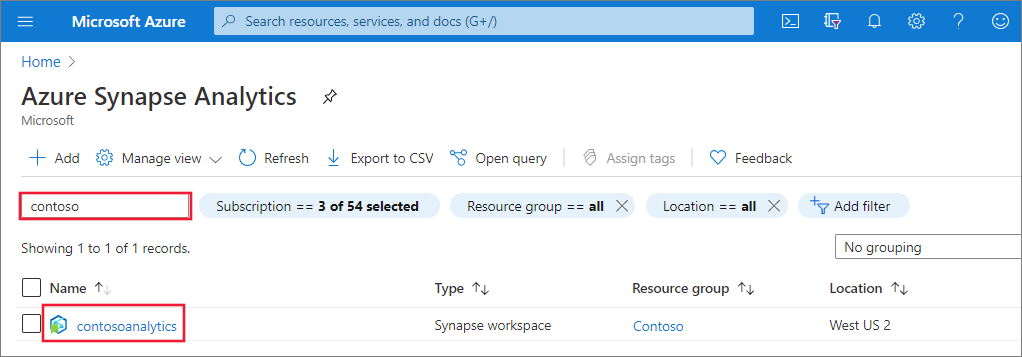 Microsoft Azure Search resources, services, and docs (G+/)
Home
Azure Synapse Analytics
Microsoft
Add Manage view Refresh Export to CSV Open query Assign tags Feedback
contoso Subscription == 3 of 54 selected Resource group == all Location == all Add filter
Showing 1 to 1 of 1 records. No grouping
Name Type Resource group Location
contosoanalytics Synapse workspace Contoso West US 2